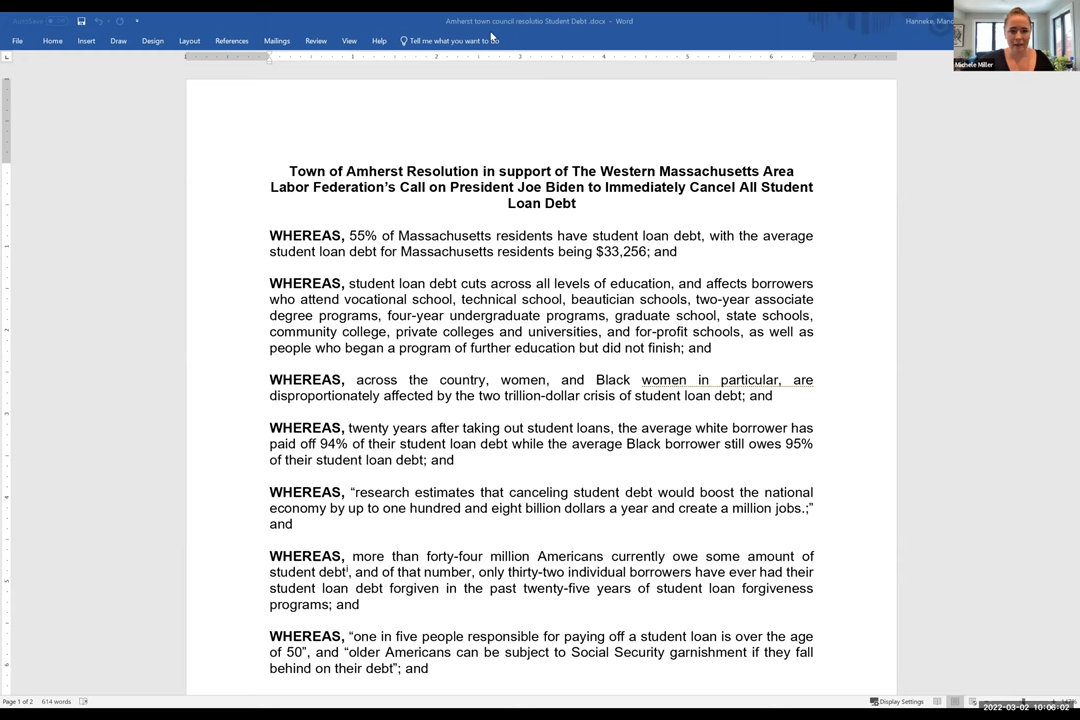 AutoSave
Amherst town council resolutio Student Debt .docx - Word
Hanneke,
File Home Insert Draw Design Layout References Mailings Review View Help Tell me what you want to do
Michele Miller
Town of Amherst Resolution in support of The Western Massachusetts Area
Labor Federation’s Call on President Joe Biden to Immediately Cancel All Student
Loan Debt
WHEREAS, 55% of Massachusetts residents have student loan debt, with the average
student loan debt for Massachusetts residents being $33,256; and
WHEREAS, student loan debt cuts across all levels of education, and affects borrowers
who attend vocational school, technical school, beautician schools, two-year associate
degree programs, four-year undergraduate programs, graduate school, state schools,
community college, private colleges and universities, and for-profit schools, as well as
people who began a program of further education but did not finish; and
WHEREAS, across the country, women, and Black women in particular, are
disproportionately affected by the two trillion-dollar crisis of student loan debt; and
WHEREAS, twenty years after taking out student loans, the average white borrower has
paid off 94% of their student loan debt while the average Black borrower still owes 95%
of their student loan debt; and
WHEREAS, “research estimates that canceling student debt would boost the national
economy by up to one hundred and eight billion dollars a year and create a million jobs.;”
and
WHEREAS, more than forty-four million Americans currently owe some amount of
student debtⁱ, and of that number, only thirty-two individual borrowers have ever had their
student loan debt forgiven in the past twenty-five years of student loan forgiveness
programs; and
WHEREAS, “one in five people responsible for paying off a student loan is over the age
of 50”, and “older Americans can be subject to Social Security garnishment if they fall
behind on their debt”; and
Page 1 of 2 614 words
Display Settings
2022-03-02 10:06:02